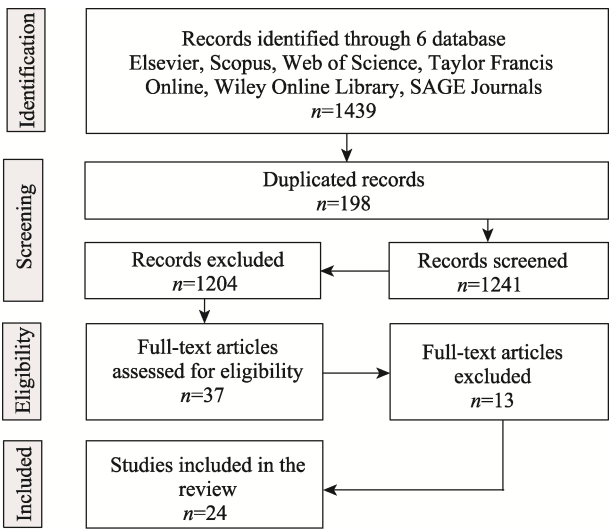 Identification
Records identified through 6 database
Elsevier, Scopus, Web of Science, Taylor Francis
Online, Wiley Online Library, SAGE Journals
n=1439
Screening
Duplicated records
n=198
Records excluded
n=1204
Records screened
n=1241
Eligibility
Full-text articles
assessed for eligibility
n=37
Full-text articles
excluded
n=13
Included
Studies included in the
review
n=24